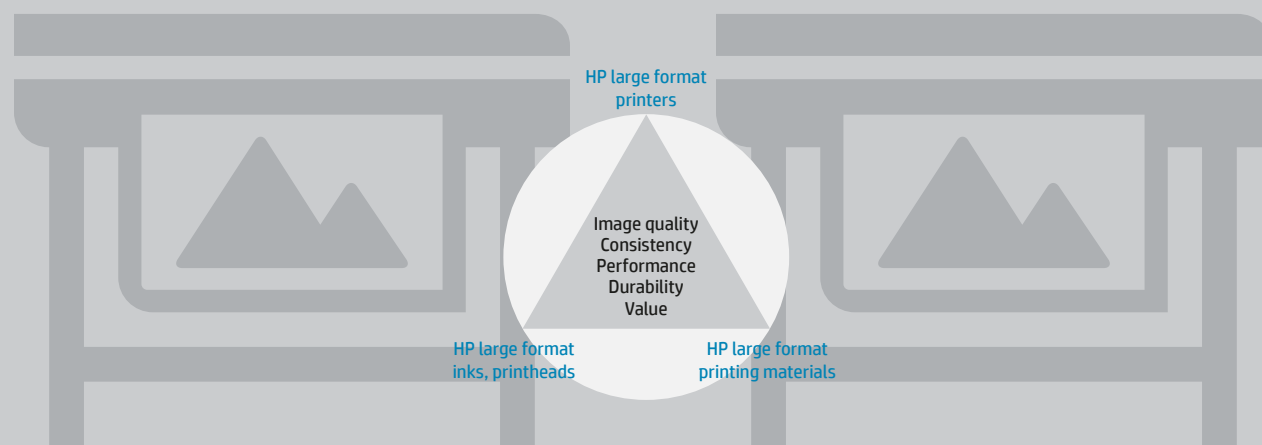 HP large format
printers
Image quality
Consistency
Performance
Durability
Value
HP large format
inks, printheads
HP large format
printing materials